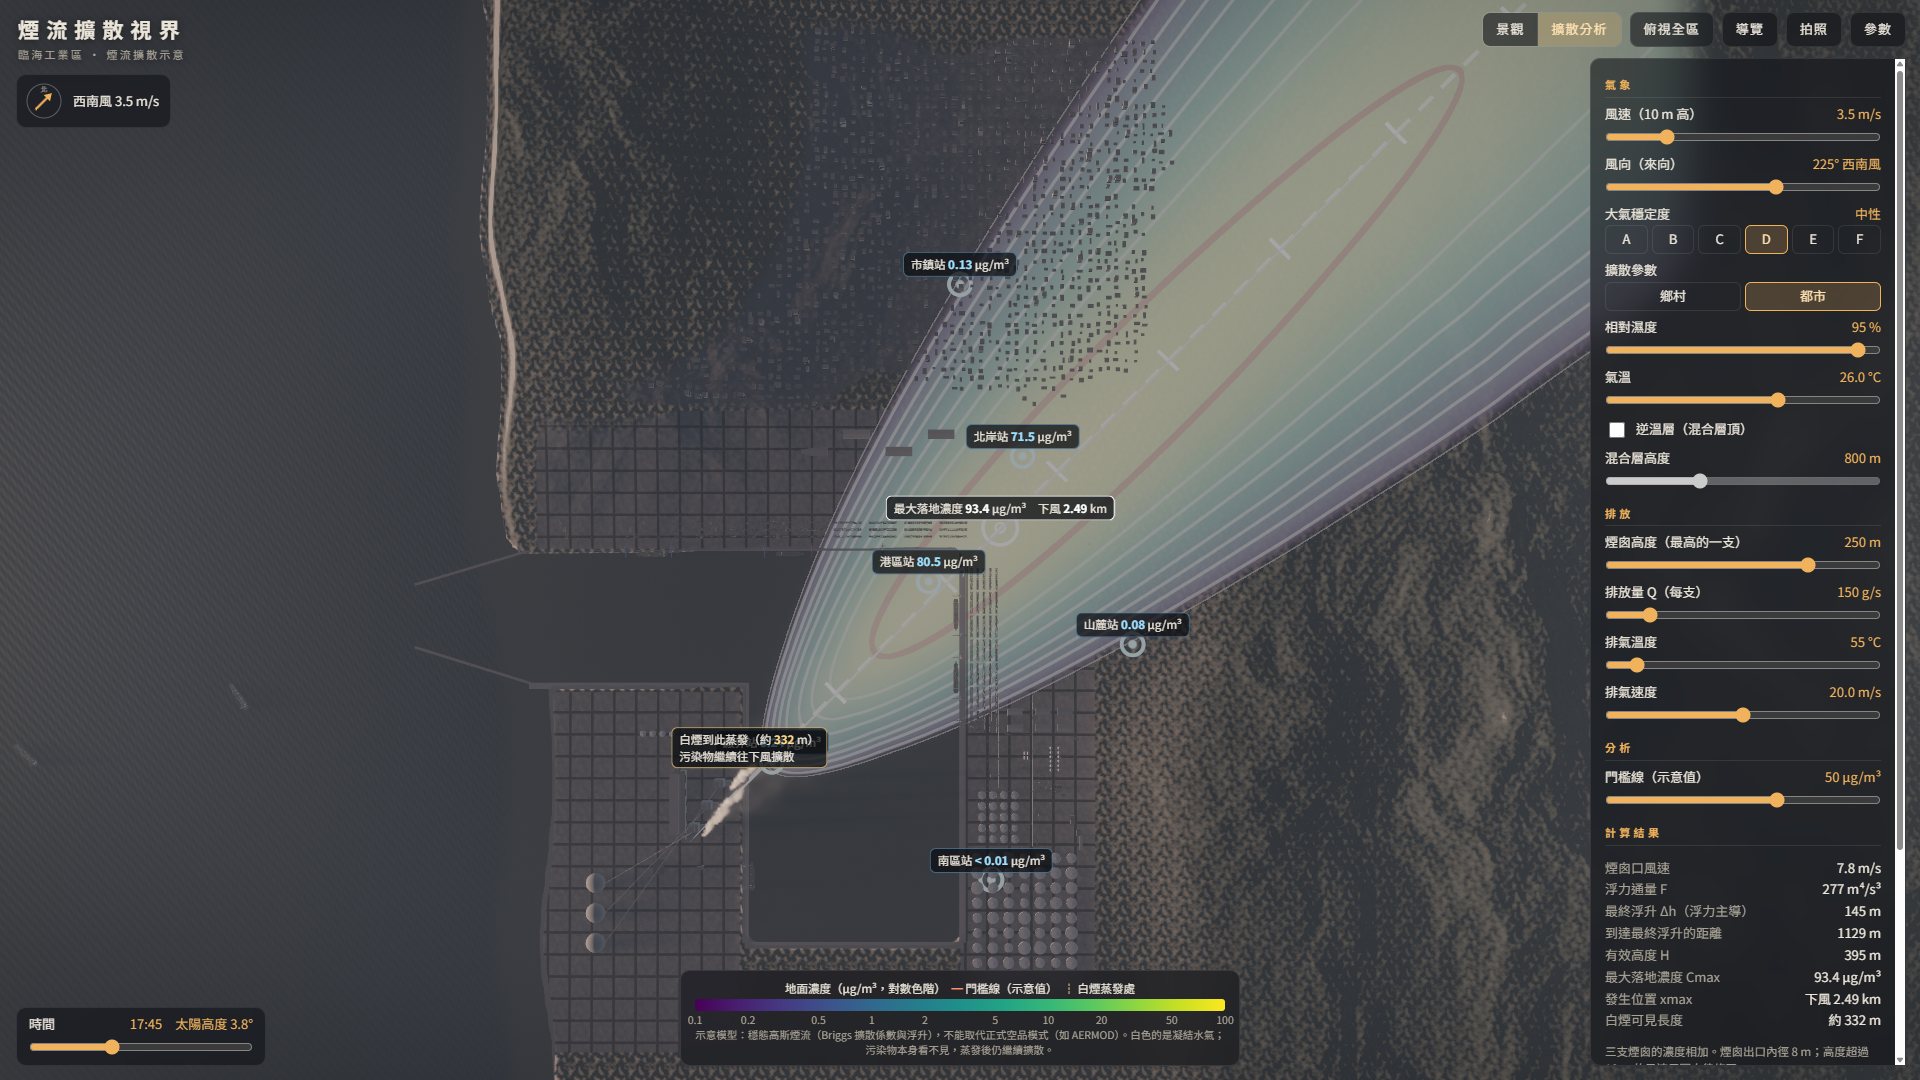 煙流擴散視界
臨海工業區 · 煙流擴散示意
北
西南風 3.5 m/s
景觀
擴散分析
俯視全區
導覽
拍照
參數
市鎮站 0.13 µg/m³
北岸站 71.5 µg/m³
最大落地濃度 93.4 µg/m³ 下風 2.49 km
港區站 80.5 µg/m³
山麓站 0.08 µg/m³
白煙到此蒸發（約 332 m）
污染物繼續往下風擴散
南區站 < 0.01 µg/m³
氣象
風速（10 m 高） 3.5 m/s
風向（來向） 225° 西南風
大氣穩定度 中性
A B C D E F
擴散參數
鄉村 都市
相對濕度 95 %
氣溫 26.0 °C
逆溫層（混合層頂）
混合層高度 800 m
排放
煙囪高度（最高的一支） 250 m
排放量 Q（每支） 150 g/s
排氣溫度 55 °C
排氣速度 20.0 m/s
分析
門檻線（示意值） 50 µg/m³
計算結果
煙囪口風速 7.8 m/s
浮力通量 F 277 m⁴/s³
最終浮升 Δh（浮力主導） 145 m
到達最終浮升的距離 1129 m
有效高度 H 395 m
最大落地濃度 Cmax 93.4 µg/m³
發生位置 xmax 下風 2.49 km
白煙可見長度 約 332 m
三支煙囪的濃度相加。煙囪出口內徑 8 m；高度超過
時間 17:45 太陽高度 3.8°
地面濃度（µg/m³，對數色階） 門檻線（示意值） 白煙蒸發處
0.1 0.2 0.5 1 2 5 10 20 50 100
示意模型：穩態高斯煙流（Briggs 擴散係數與浮升），不能取代正式空品模式（如 AERMOD）。白色的是凝結水氣；
污染物本身看不見，蒸發後仍繼續擴散。